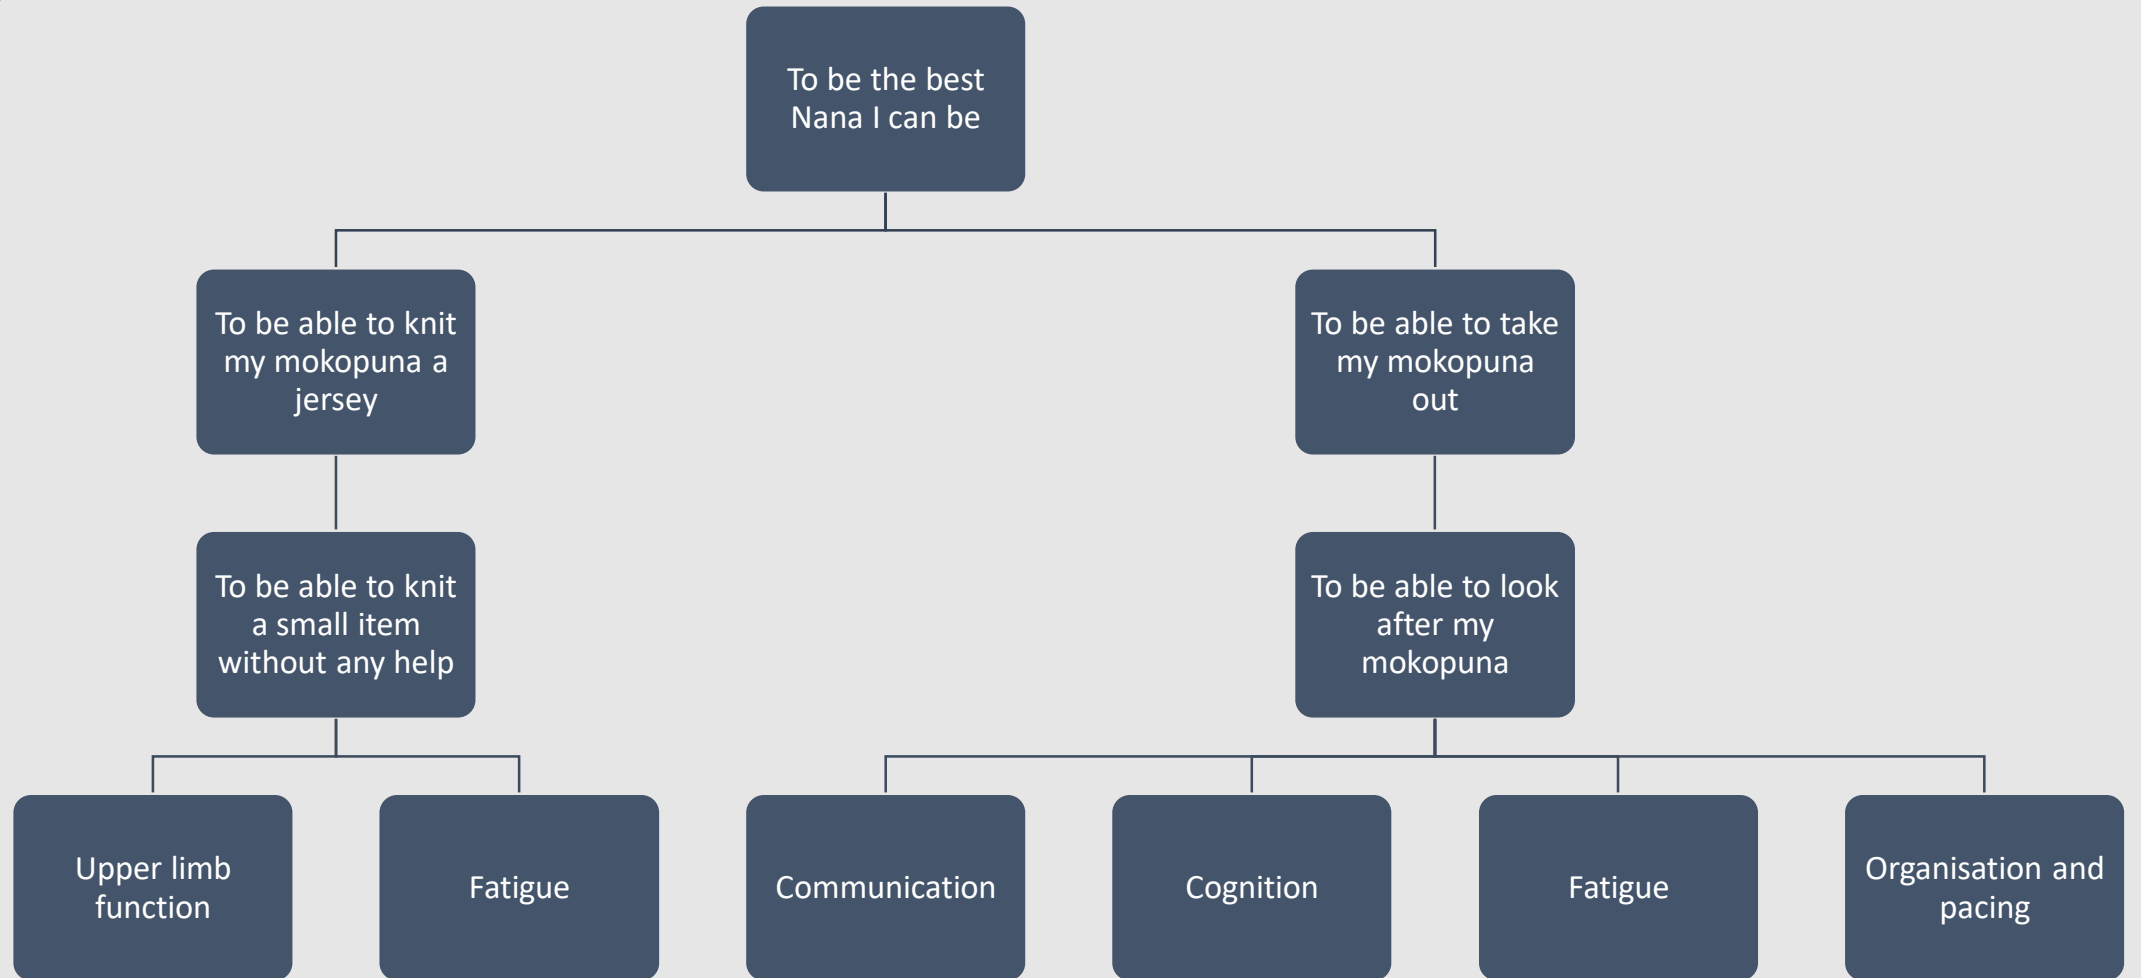 To be the best
Nana I can be
To be able to knit
my mokopuna a
jersey
To be able to take
my mokopuna
out
To be able to knit
a small item
without any help
To be able to look
after my
mokopuna
Upper limb
function
Fatigue
Communication
Cognition
Fatigue
Organisation and
pacing